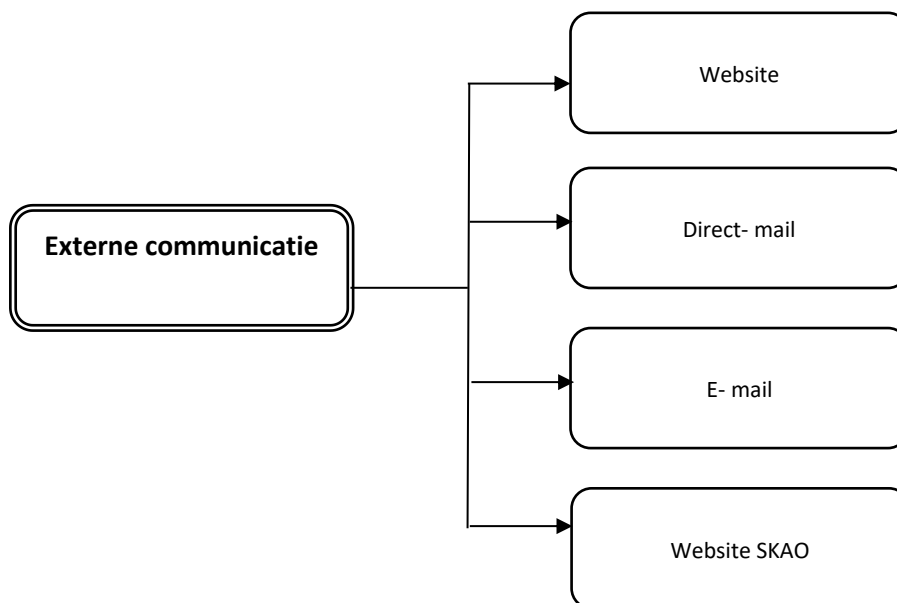 Website
Direct- mail
Externe communicatie
E- mail
Website SKAO